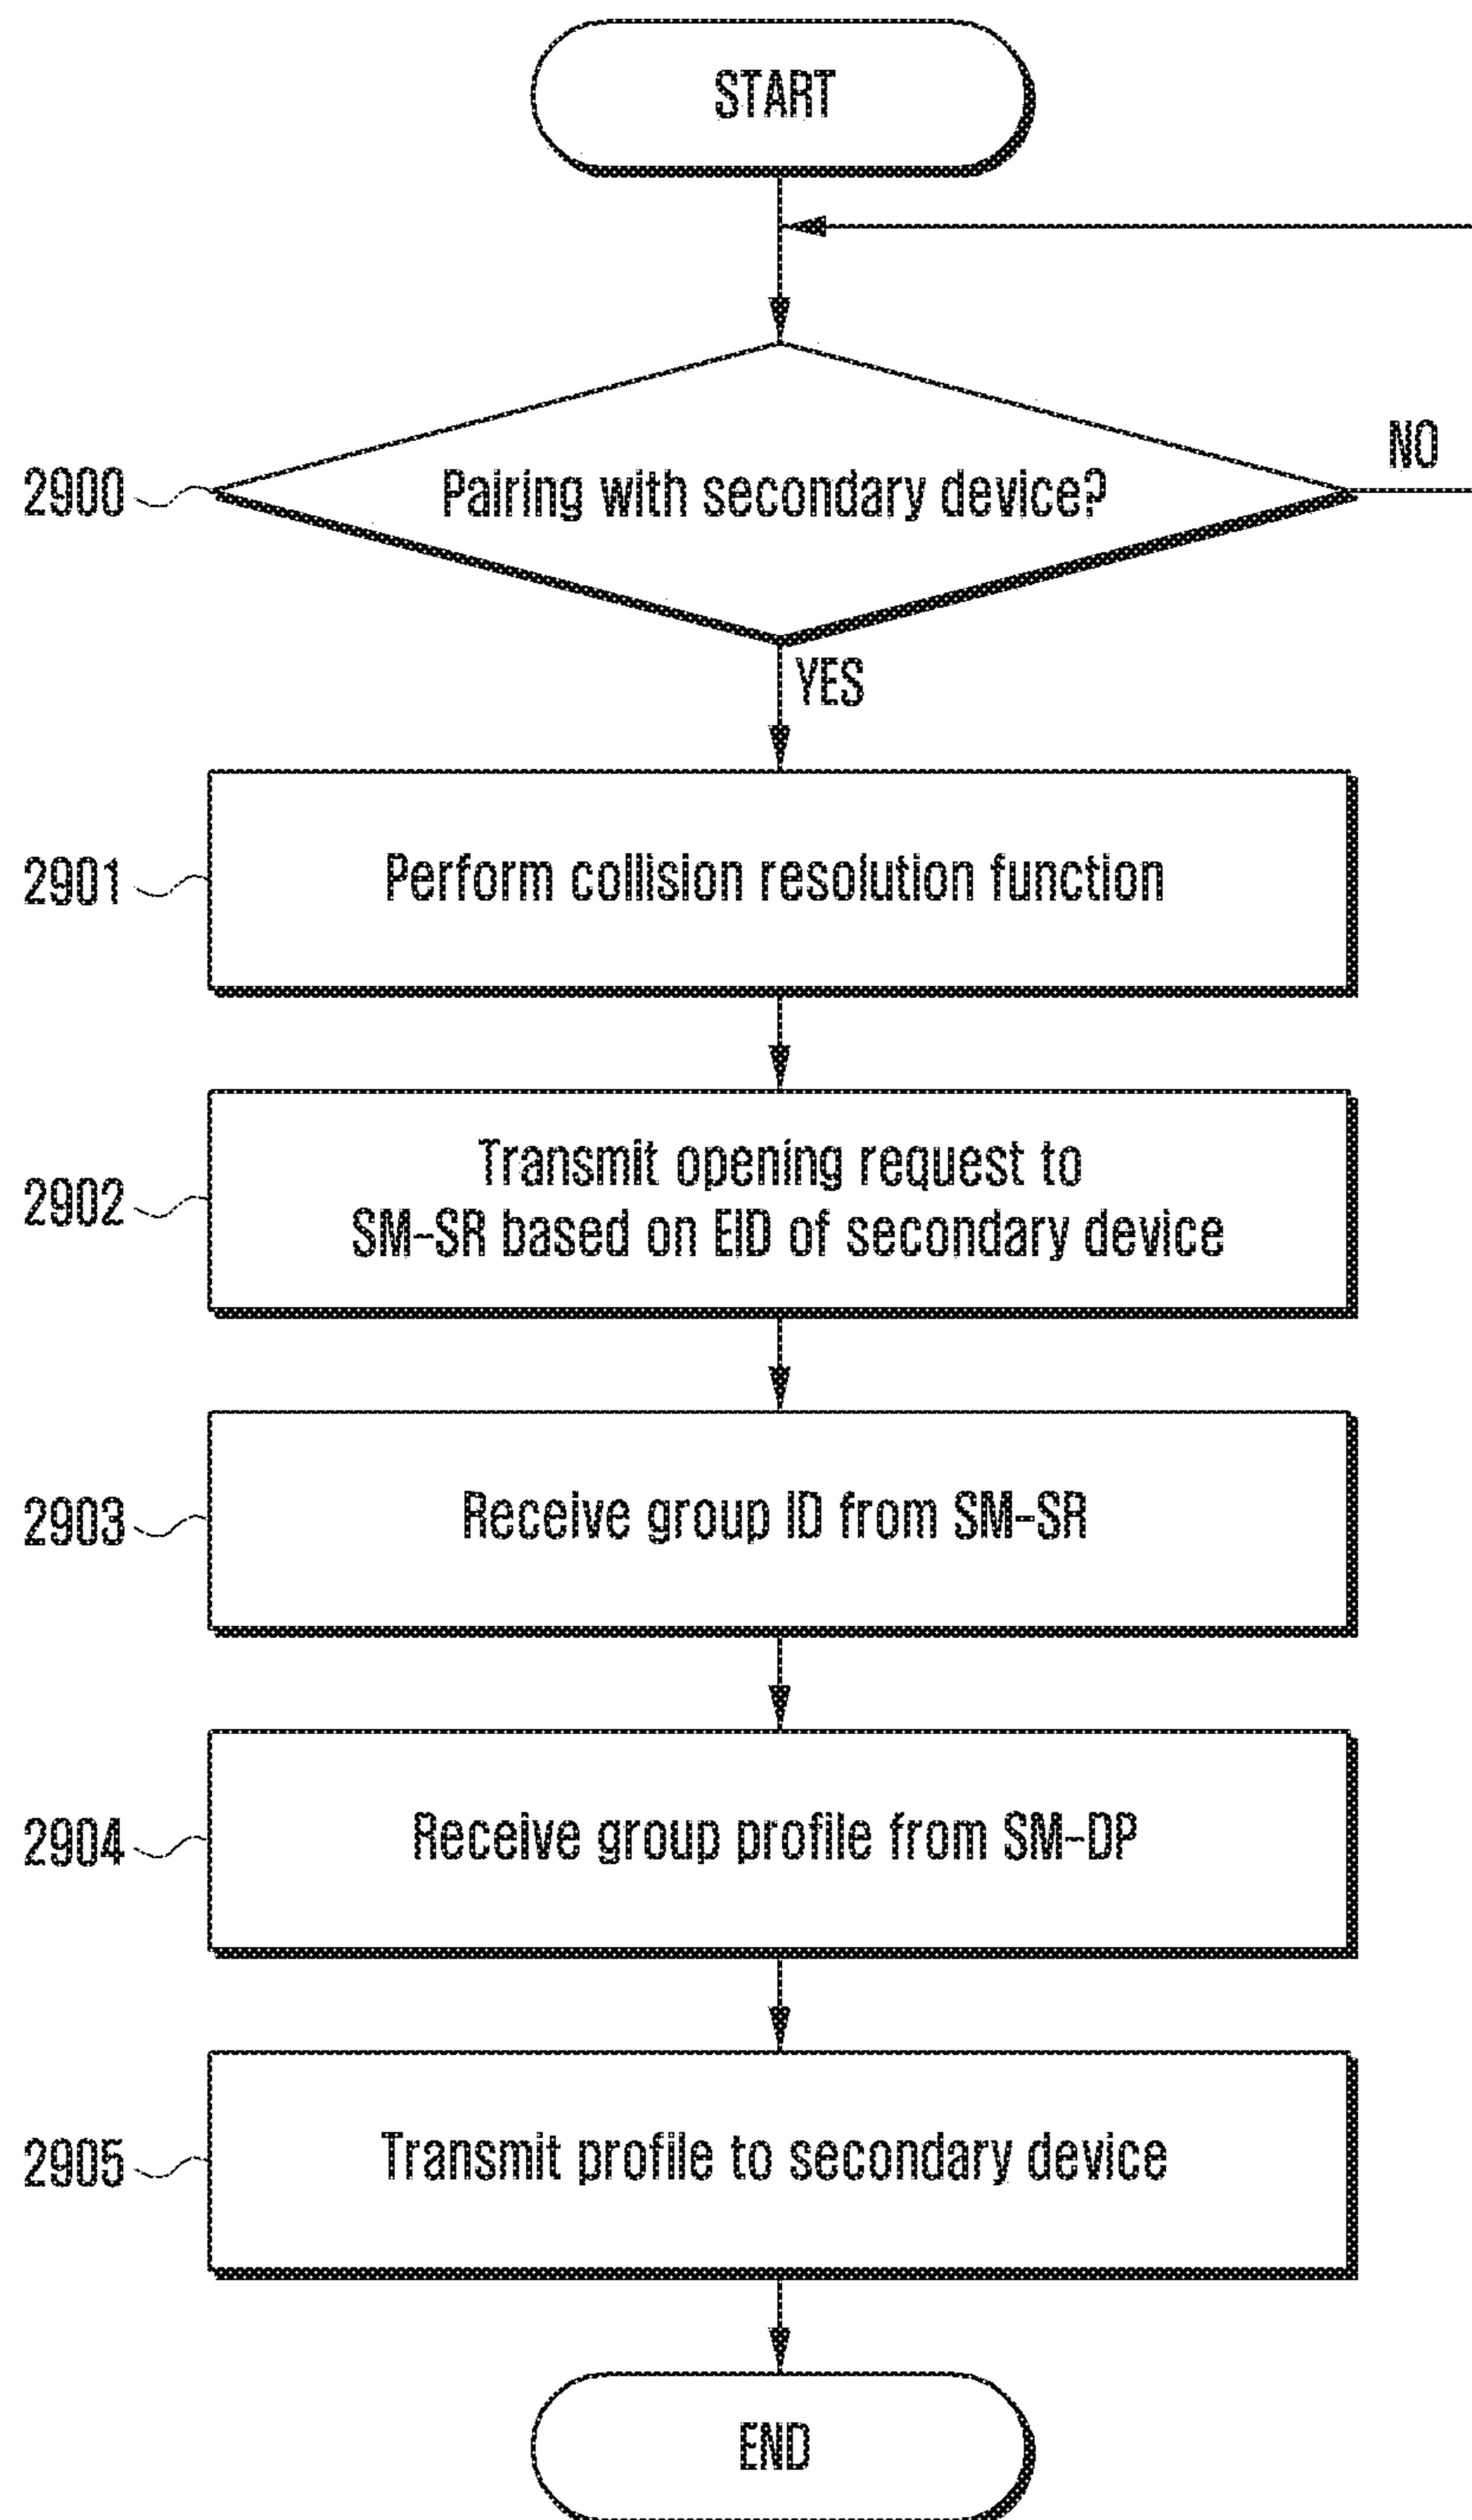 START
2900
Pairing with secondary device?
NO
YES
2901
Perform collision resolution function
2902
Transmit opening request to
SM-SR based on EID of secondary device
2903
Receive group ID from SM-SR
2904
Receive group profile from SM-DP
2905
Transmit profile to secondary device
END